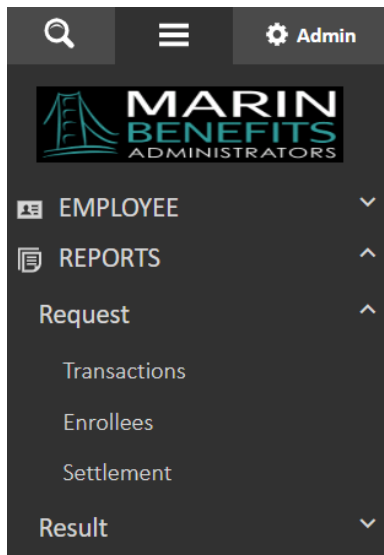 Admin
MARIN
BENEFITS
ADMINISTRATORS
EMPLOYEE
REPORTS
Request
Transactions
Enrollees
Settlement
Result